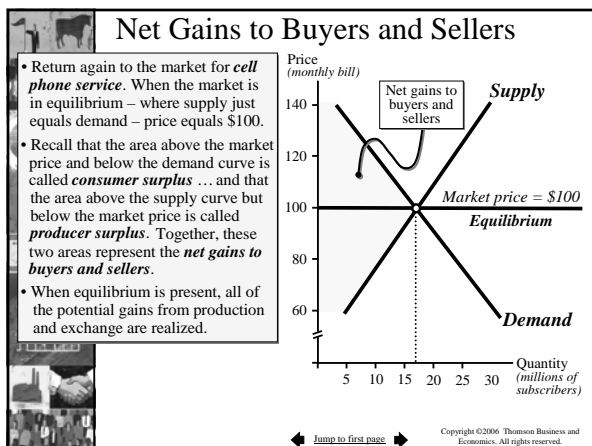 Net Gains to Buyers and Sellers
• Return again to the market for cell
phone service. When the market is
in equilibrium – where supply just
equals demand – price equals $100.
• Recall that the area above the market
price and below the demand curve is
called consumer surplus … and that
the area above the supply curve but
below the market price is called
producer surplus. Together, these
two areas represent the net gains to
buyers and sellers.
• When equilibrium is present, all of
the potential gains from production
and exchange are realized.
Price
(monthly bill)
Net gains to
buyers and
sellers
Supply
140
120
100
80
60
Market price = $100
Equilibrium
Demand
5 10 15 20 25 30
Quantity
(millions of
subscribers)
Jump to first page
Copyright ©2006 Thomson Business and
Economics. All rights reserved.